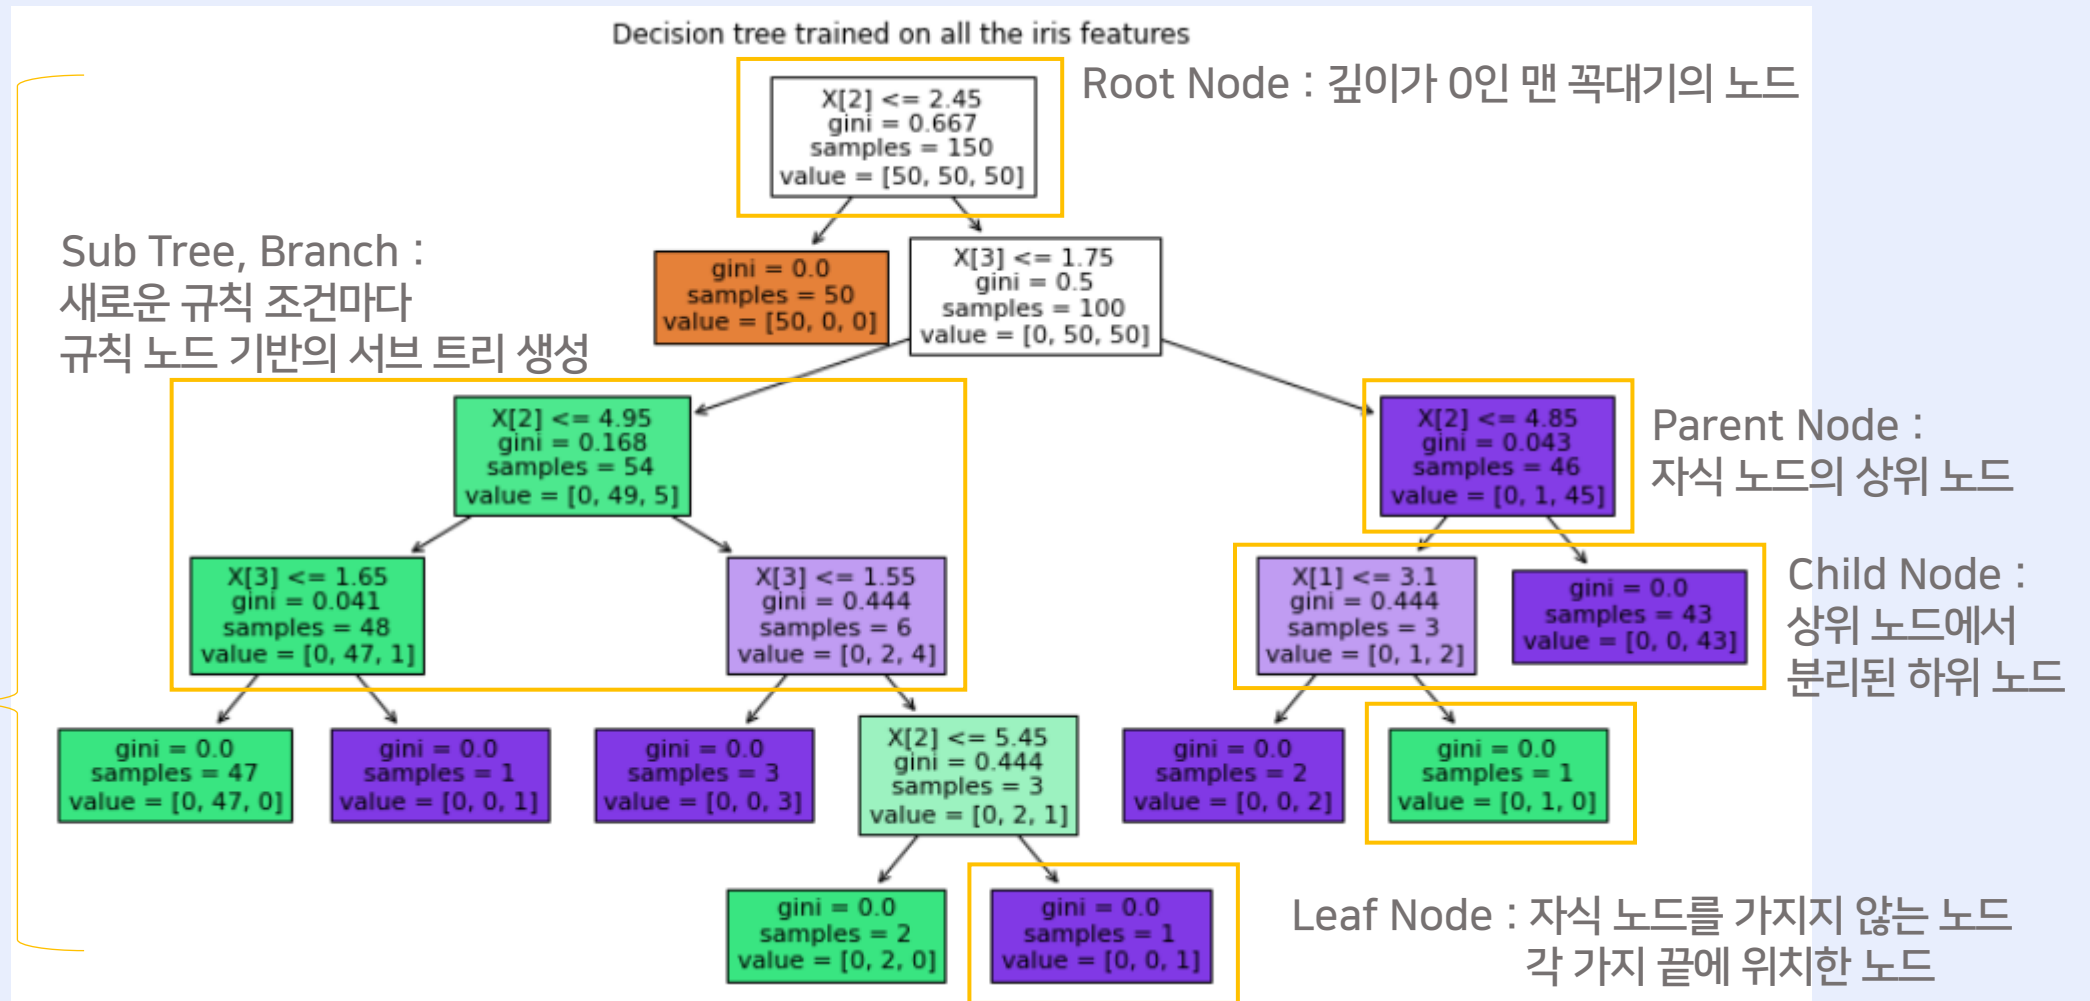 Decision tree trained on all the iris features
Root Node : 깊이가 0인 맨 꼭대기의 노드
X[2] <= 2.45
gini = 0.667
samples = 150
value = [50, 50, 50]
Sub Tree, Branch :
새로운 규칙 조건마다
규칙 노드 기반의 서브 트리 생성
gini = 0.0
samples = 50
value = [50, 0, 0]
X[3] <= 1.75
gini = 0.5
samples = 100
value = [0, 50, 50]
X[2] <= 4.95
gini = 0.168
samples = 54
value = [0, 49, 5]
X[2] <= 4.85
gini = 0.043
samples = 46
value = [0, 1, 45]
Parent Node :
자식 노드의 상위 노드
X[3] <= 1.65
gini = 0.041
samples = 48
value = [0, 47, 1]
X[3] <= 1.55
gini = 0.444
samples = 6
value = [0, 2, 4]
X[1] <= 3.1
gini = 0.444
samples = 3
value = [0, 1, 2]
gini = 0.0
samples = 43
value = [0, 0, 43]
Child Node :
상위 노드에서
분리된 하위 노드
gini = 0.0
samples = 47
value = [0, 47, 0]
gini = 0.0
samples = 1
value = [0, 0, 1]
gini = 0.0
samples = 3
value = [0, 0, 3]
X[2] <= 5.45
gini = 0.444
samples = 3
value = [0, 2, 1]
gini = 0.0
samples = 2
value = [0, 0, 2]
gini = 0.0
samples = 1
value = [0, 1, 0]
gini = 0.0
samples = 2
value = [0, 2, 0]
gini = 0.0
samples = 1
value = [0, 0, 1]
Leaf Node : 자식 노드를 가지지 않는 노드
각 가지 끝에 위치한 노드